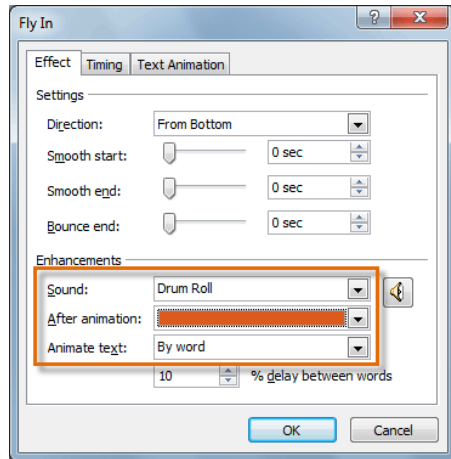 Fly In
Effect Timing Text Animation
Settings
Direction: From Bottom
Smooth start: 0 sec
Smooth end: 0 sec
Bounce end: 0 sec
Enhancements
Sound: Drum Roll
After animation:
Animate text: By word
10 % delay between words
OK Cancel